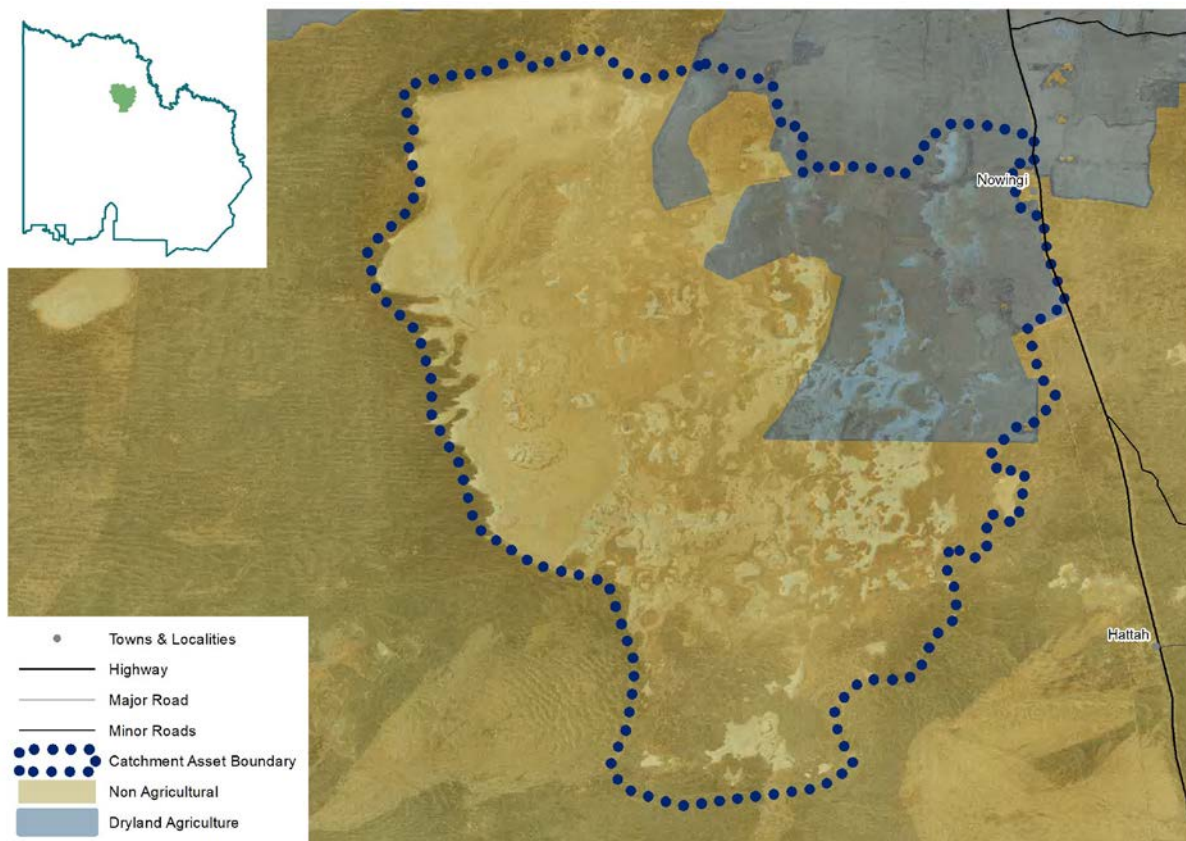 Nowingi
Hattah
Towns & Localities
Highway
Major Road
Minor Roads
Catchment Asset Boundary
Non Agricultural
Dryland Agriculture